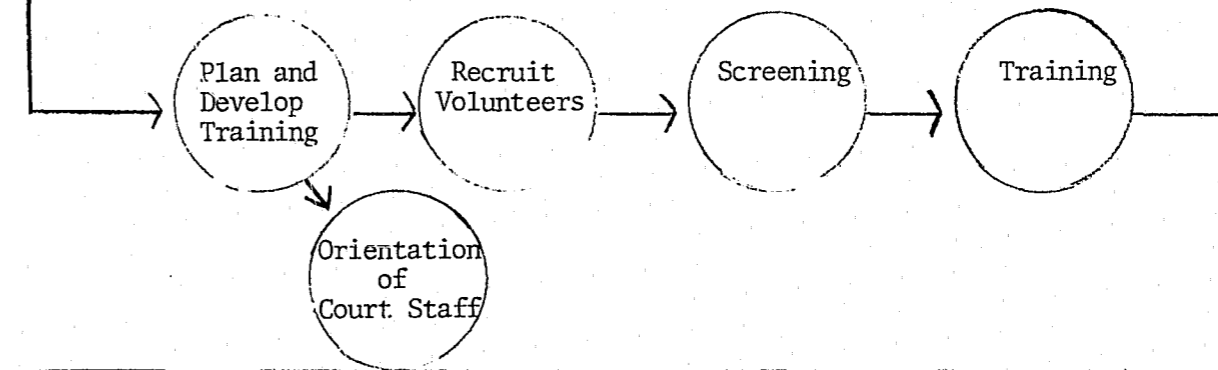 Plan and
Develop
Training
Recruit
Volunteers
Screening
Training
Orientation
of
Court Staff